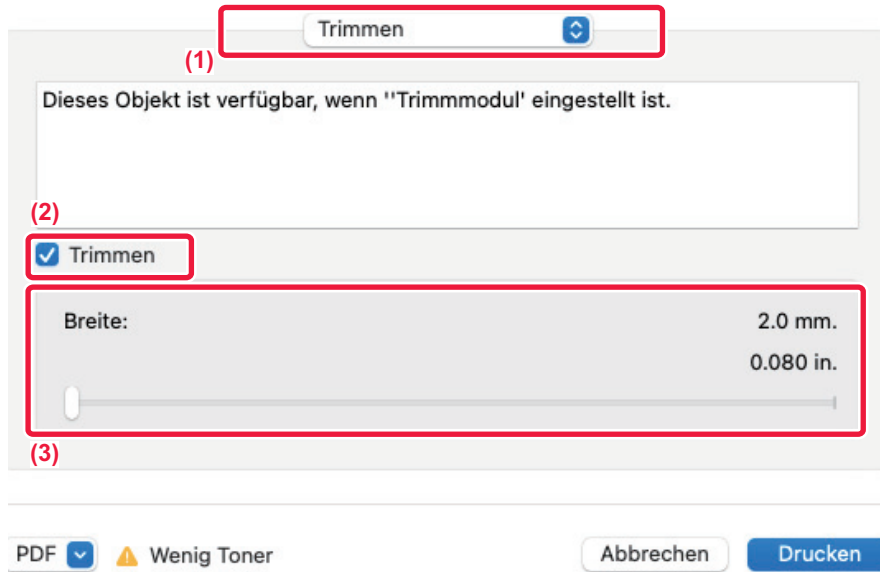 Trimmen
(1)
Dieses Objekt ist verfügbar, wenn ''Trimmmodul' eingestellt ist.
(2)
Trimmen
Breite: 2.0 mm.
0.080 in.
(3)
PDF Wenig Toner Abbrechen Drucken